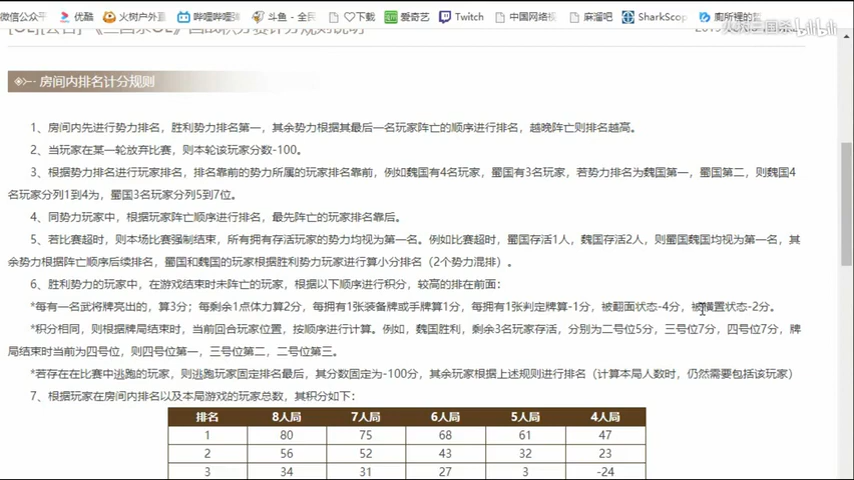 微信公众平
优酷
火树户外直
哔哩哔哩弹
斗鱼 - 全民
♡下载
爱奇艺
Twitch
中国网络模
麻溜吧
SharkScop
厕所裡的
火树三国杀 bilibili
房间内排名计分规则
1、房间内先进行势力排名，胜利势力排名第一，其余势力根据其最后一名玩家阵亡的顺序进行排名，越晚阵亡则排名越高。
2、当玩家在某一轮放弃比赛，则本轮该玩家分数-100。
3、根据势力排名进行玩家排名，排名靠前的势力所属的玩家排名靠前，例如魏国有4名玩家，蜀国有3名玩家，若势力排名为魏国第一，蜀国第二，则魏国4
名玩家分列1到4为，蜀国3名玩家分列5到7位。
4、同势力玩家中，根据玩家阵亡顺序进行排名，最先阵亡的玩家排名靠后。
5、若比赛超时，则本场比赛强制结束，所有拥有存活玩家的势力均视为第一名。例如比赛超时，蜀国存活1人，魏国存活2人，则蜀国魏国均视为第一名，其
余势力根据阵亡顺序后续排名，蜀国和魏国的玩家根据胜利势力玩家进行算小分排名（2个势力混排）。
6、胜利势力的玩家中，在游戏结束时未阵亡的玩家，根据以下顺序进行积分，较高的排在前面：
*每有一名武将牌亮出的，算3分；每剩余1点体力算2分，每拥有1张装备牌或手牌算1分，每拥有1张判定牌算-1分，被翻面状态-4分，被横置状态-2分。
*积分相同，则根据牌局结束时，当前回合玩家位置，按顺序进行计算。例如，魏国胜利，剩余3名玩家存活，分别为二号位5分，三号位7分，四号位7分，牌
局结束时当前为四号位，则四号位第一，三号位第二，二号位第三。
*若存在在比赛中逃跑的玩家，则逃跑玩家固定排名最后，其分数固定为-100分，其余玩家根据上述规则进行排名（计算本局人数时，仍然需要包括该玩家）
7、根据玩家在房间内排名以及本局游戏的玩家总数，其积分如下：
排名 8人局 7人局 6人局 5人局 4人局
1 80 75 68 61 47
2 56 52 43 32 23
3 34 31 27 3 -24